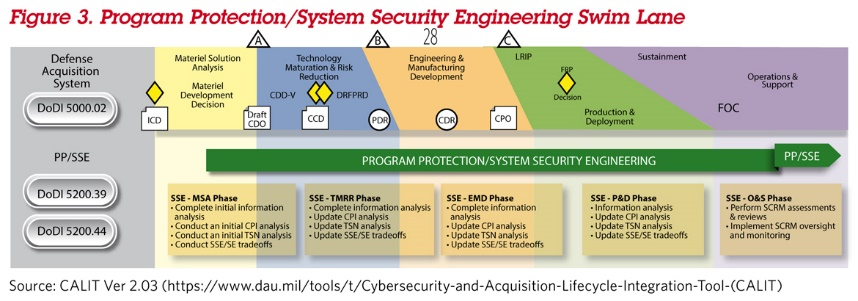 Figure 3. Program Protection/System Security Engineering Swim Lane
A
B
28
C
Defense
Acquisition
System
DoDI 5000.02
Materiel Solution
Analysis
Materiel
Development
Decision
ICD
Draft
CDO
Technology
Maturation & Risk
Reduction
CDD-V
DRFPRD
CCD
PDR
Engineering &
Manufacturing
Development
CDR
CPO
LRIP
FRP
Decision
Production &
Deployment
Sustainment
Operations &
Support
FOC
PP/SSE
PROGRAM PROTECTION/SYSTEM SECURITY ENGINEERING
PP/SSE
DoDI 5200.39
DoDI 5200.44
SSE - MSA Phase
• Complete initial information
analysis
• Conduct an initial CPI analysis
• Conduct an initial TSN analysis
• Conduct SSE/SE tradeoffs
SSE - TMRR Phase
• Complete information analysis
• Update CPI analysis
• Update TSN analysis
• Update SSE/SE tradeoffs
SSE - EMD Phase
• Complete information
analysis
• Update CPI analysis
• Update TSN analysis
• Update SSE/SE tradeoffs
SSE - P&D Phase
• Information analysis
• Update CPI analysis
• Update TSN analysis
• Update SSE/SE tradeoffs
SSE - O&S Phase
• Perform SCRM assessments
& reviews
• Implement SCRM oversight
and monitoring
Source: CALIT Ver 2.03 (https://www.dau.mil/tools/t/Cybersecurity-and-Acquisition-Lifecycle-Integration-Tool-(CALIT)